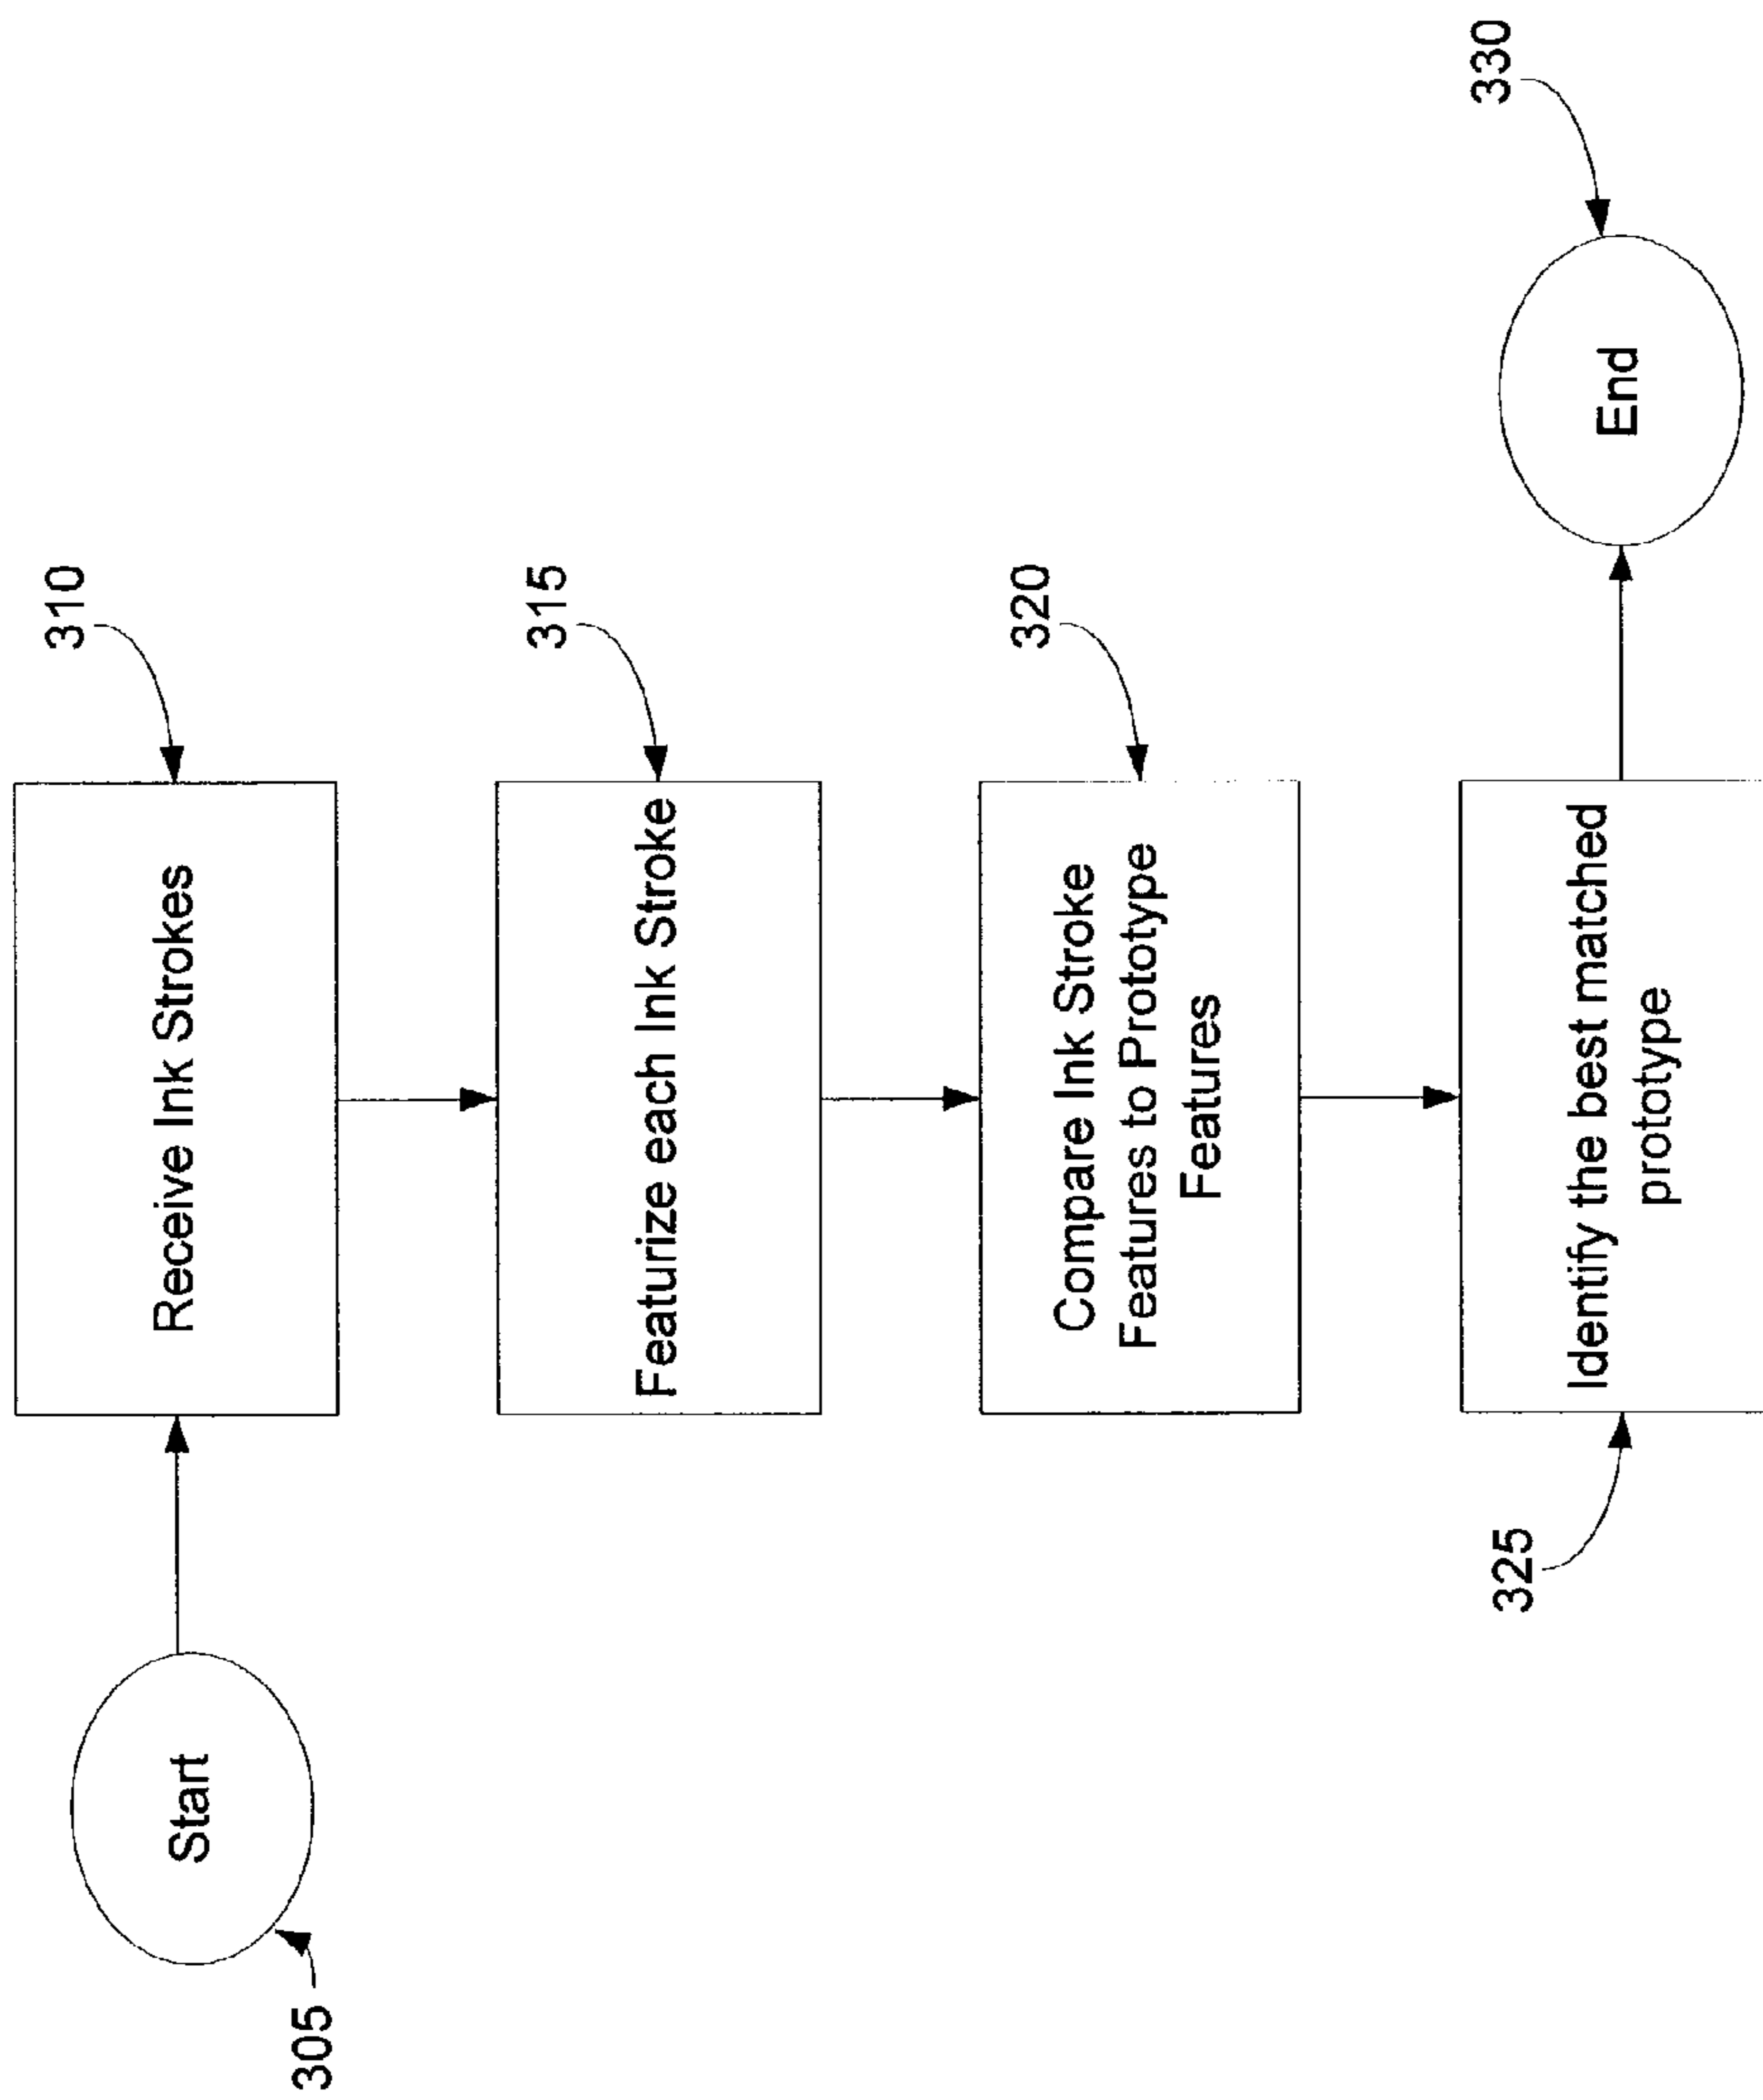 305
Start
310
Receive Ink Strokes
315
Featurize each Ink Stroke
320
Compare Ink Stroke
Features to Prototype
Features
325
Identify the best matched
prototype
330
End